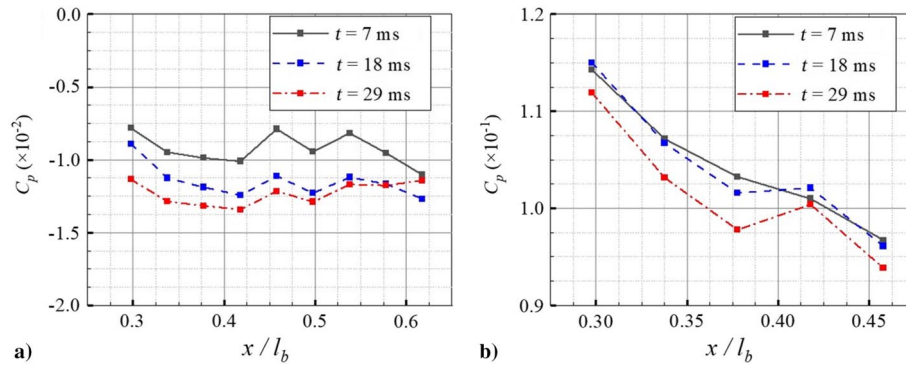 0.0
-0.5
-1.0
-1.5
-2.0
C_p (×10⁻²)
t = 7 ms
t = 18 ms
t = 29 ms
0.3 0.4 0.5 0.6
x / l_b
a)
1.2
1.1
1.0
0.9
C_p (×10⁻¹)
t = 7 ms
t = 18 ms
t = 29 ms
0.30 0.35 0.40 0.45
x / l_b
b)